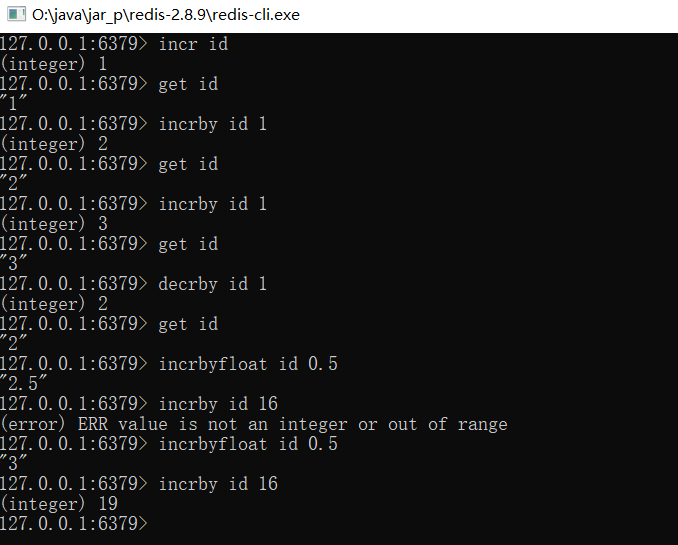 O:\java\jar_p\redis-2.8.9\redis-cli.exe
127.0.0.1:6379> incr id
(integer) 1
127.0.0.1:6379> get id
"1"
127.0.0.1:6379> incrby id 1
(integer) 2
127.0.0.1:6379> get id
"2"
127.0.0.1:6379> incrby id 1
(integer) 3
127.0.0.1:6379> get id
"3"
127.0.0.1:6379> decrby id 1
(integer) 2
127.0.0.1:6379> get id
"2"
127.0.0.1:6379> incrbyfloat id 0.5
"2.5"
127.0.0.1:6379> incrby id 16
(error) ERR value is not an integer or out of range
127.0.0.1:6379> incrbyfloat id 0.5
"3"
127.0.0.1:6379> incrby id 16
(integer) 19
127.0.0.1:6379>